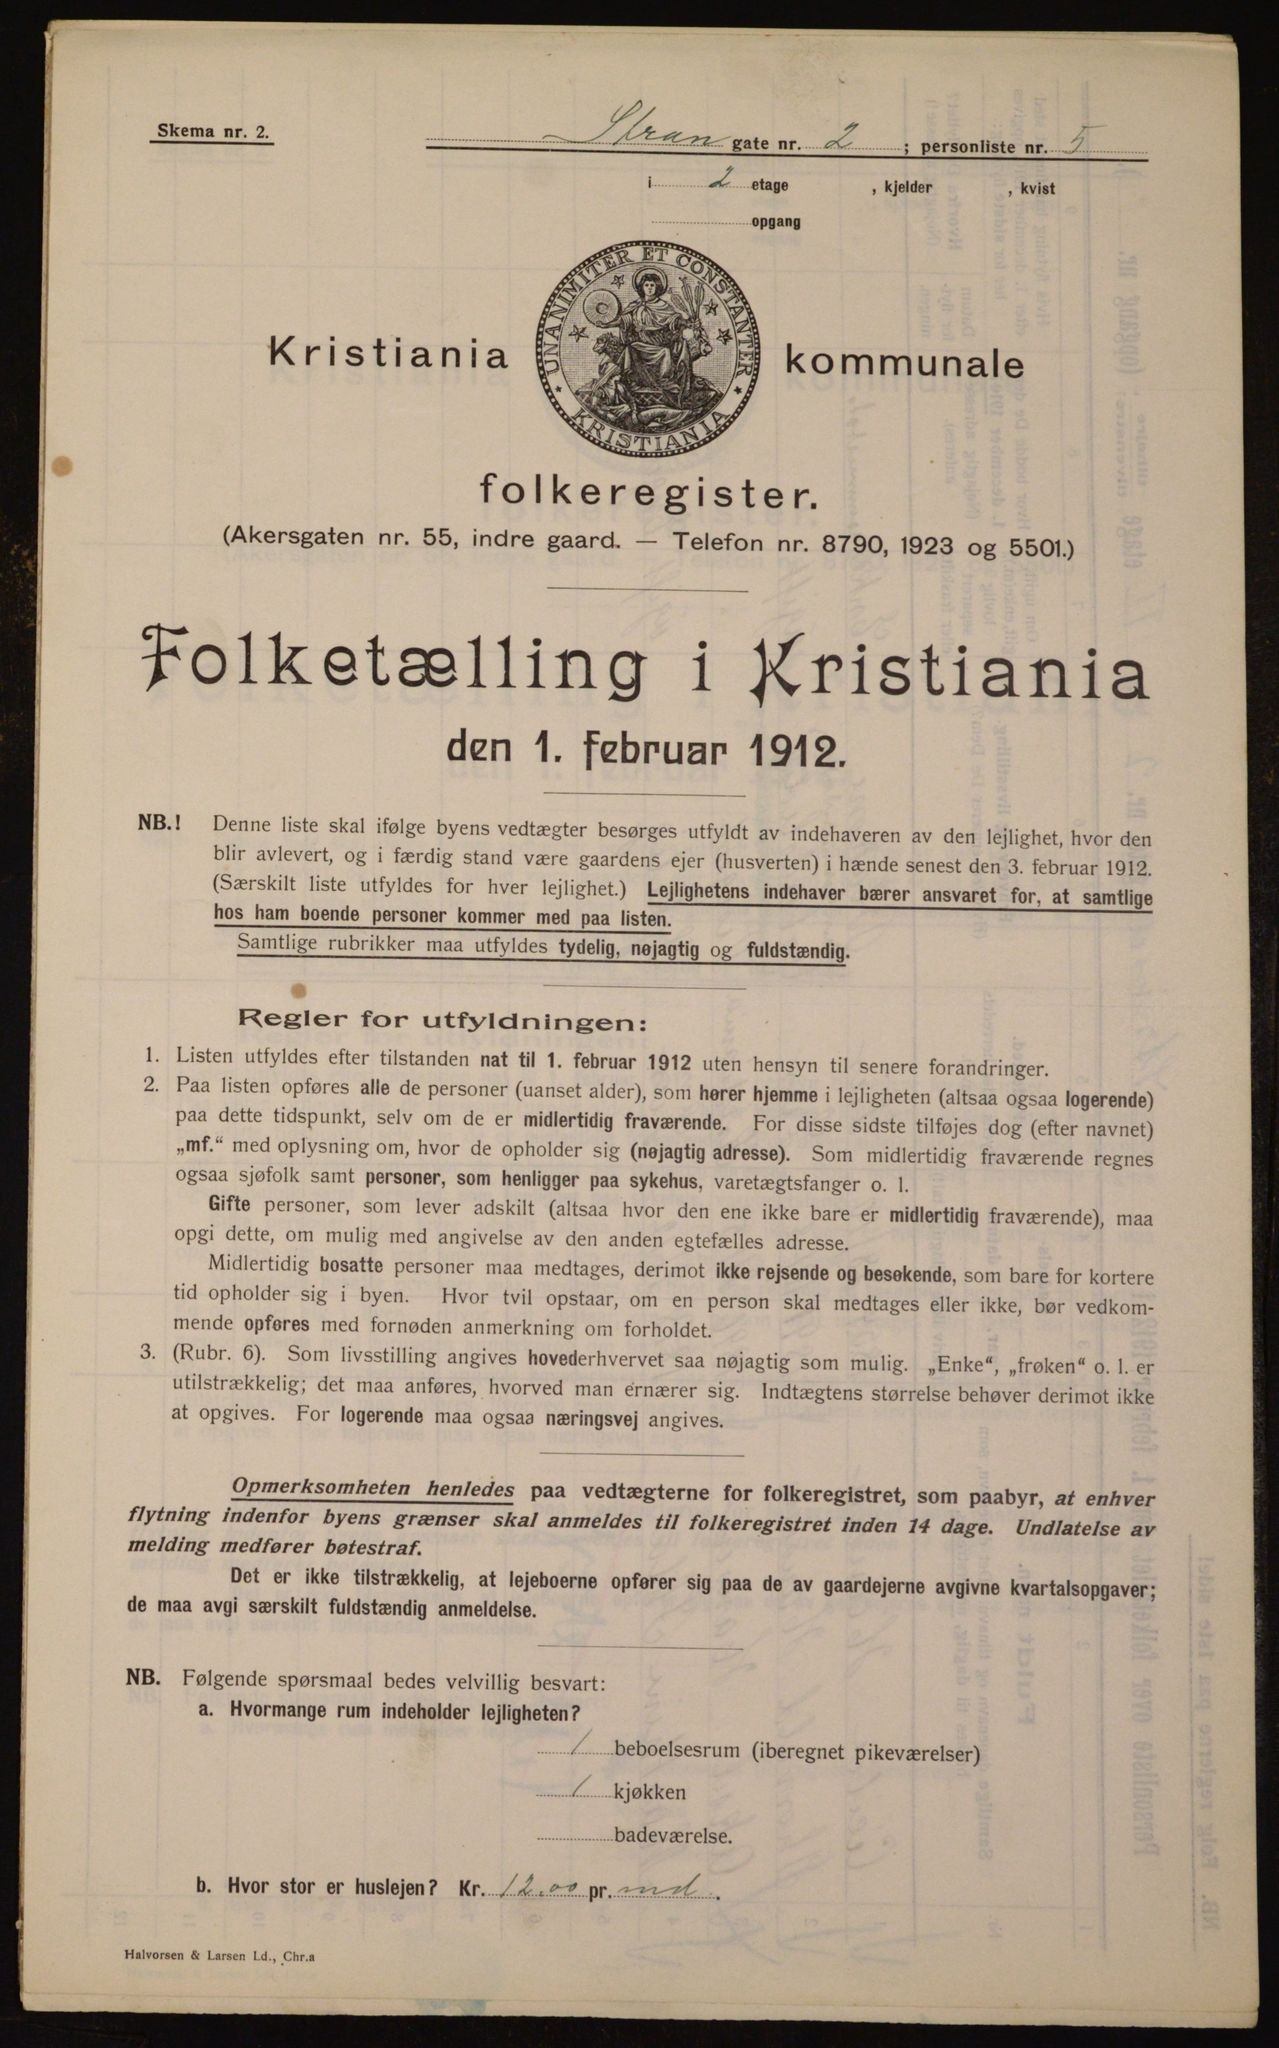 Skema nr. 2.
Stran gate nr. 2 ; personliste nr. 5
i 2 etage , kjelder , kvist
opgang
UNANIMITER ET CONSTANTER
KRISTIANIA
Kristiania kommunale
folkeregister.
(Akersgaten nr. 55, indre gaard. — Telefon nr. 8790, 1923 og 5501.)
Folketælling i Kristiania
den 1. februar 1912.
NB.! Denne liste skal ifølge byens vedtægter besørges utfyldt av indehaveren av den lejlighet, hvor den
blir avlevert, og i færdig stand være gaardens ejer (husverten) i hænde senest den 3. februar 1912.
(Særskilt liste utfyldes for hver lejlighet.) Lejlighetens indehaver bærer ansvaret for, at samtlige
hos ham boende personer kommer med paa listen.
Samtlige rubrikker maa utfyldes tydelig, nøjagtig og fuldstændig.
Regler for utfyldningen:
1. Listen utfyldes efter tilstanden nat til 1. februar 1912 uten hensyn til senere forandringer.
2. Paa listen opføres alle de personer (uanset alder), som hører hjemme i lejligheten (altsaa ogsaa logerende)
paa dette tidspunkt, selv om de er midlertidig fraværende. For disse sidste tilføjes dog (efter navnet)
„mf.“ med oplysning om, hvor de opholder sig (nøjagtig adresse). Som midlertidig fraværende regnes
ogsaa sjøfolk samt personer, som henligger paa sykehus, varetægtsfanger o. l.
Gifte personer, som lever adskilt (altsaa hvor den ene ikke bare er midlertidig fraværende), maa
opgi dette, om mulig med angivelse av den anden egtefælles adresse.
Midlertidig bosatte personer maa medtages, derimot ikke rejsende og besøkende, som bare for kortere
tid opholder sig i byen. Hvor tvil opstaar, om en person skal medtages eller ikke, bør vedkom-
mende opføres med fornøden anmerkning om forholdet.
3. (Rubr. 6). Som livsstilling angives hovederhvervet saa nøjagtig som mulig. „Enke“, „frøken“ o. l. er
utilstrækkelig; det maa anføres, hvorved man ernærer sig. Indtægtens størrelse behøver derimot ikke
at opgives. For logerende maa ogsaa næringsvej angives.
Opmerksomheten henledes paa vedtægterne for folkeregistret, som paabyr, at enhver
flytning indenfor byens grænser skal anmeldes til folkeregistret inden 14 dage. Undlatelse av
melding medfører bøtestraf.
Det er ikke tilstrækkelig, at lejeboerne opfører sig paa de av gaardejerne avgivne kvartalsopgaver;
de maa avgi særskilt fuldstændig anmeldelse.
NB. Følgende spørsmaal bedes velvillig besvart:
a. Hvormange rum indeholder lejligheten?
1 beboelsesrum (iberegnet pikeværelser)
1 kjøkken
badeværelse.
b. Hvor stor er huslejen? Kr. 12.00 pr. md.
Halvorsen & Larsen Ld., Chr.a